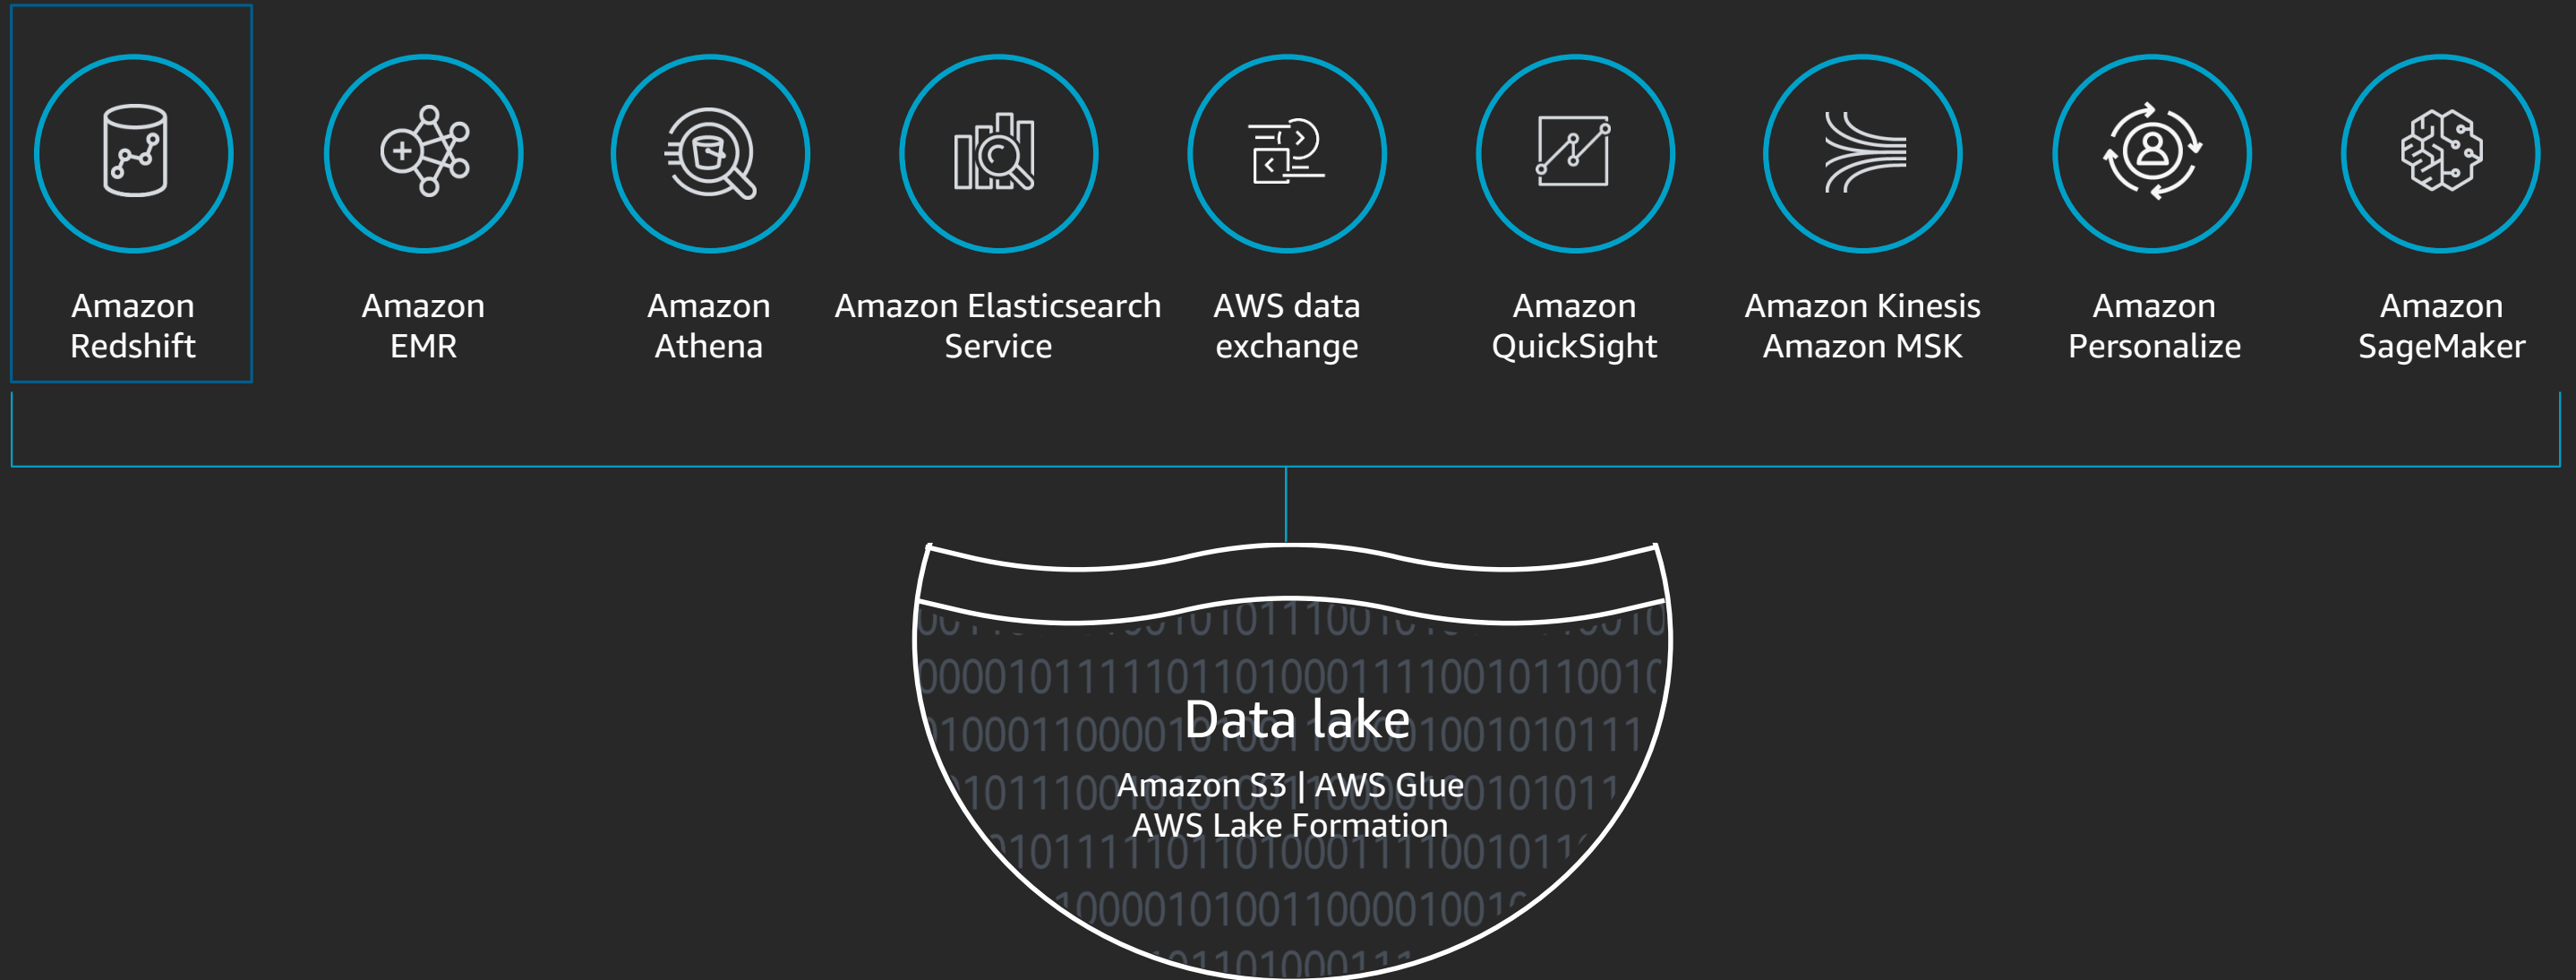 Amazon
Redshift
Amazon
EMR
Amazon
Athena
Amazon Elasticsearch
Service
AWS data
exchange
Amazon
QuickSight
Amazon Kinesis
Amazon MSK
Amazon
Personalize
Amazon
SageMaker
Data lake
Amazon S3 | AWS Glue
AWS Lake Formation